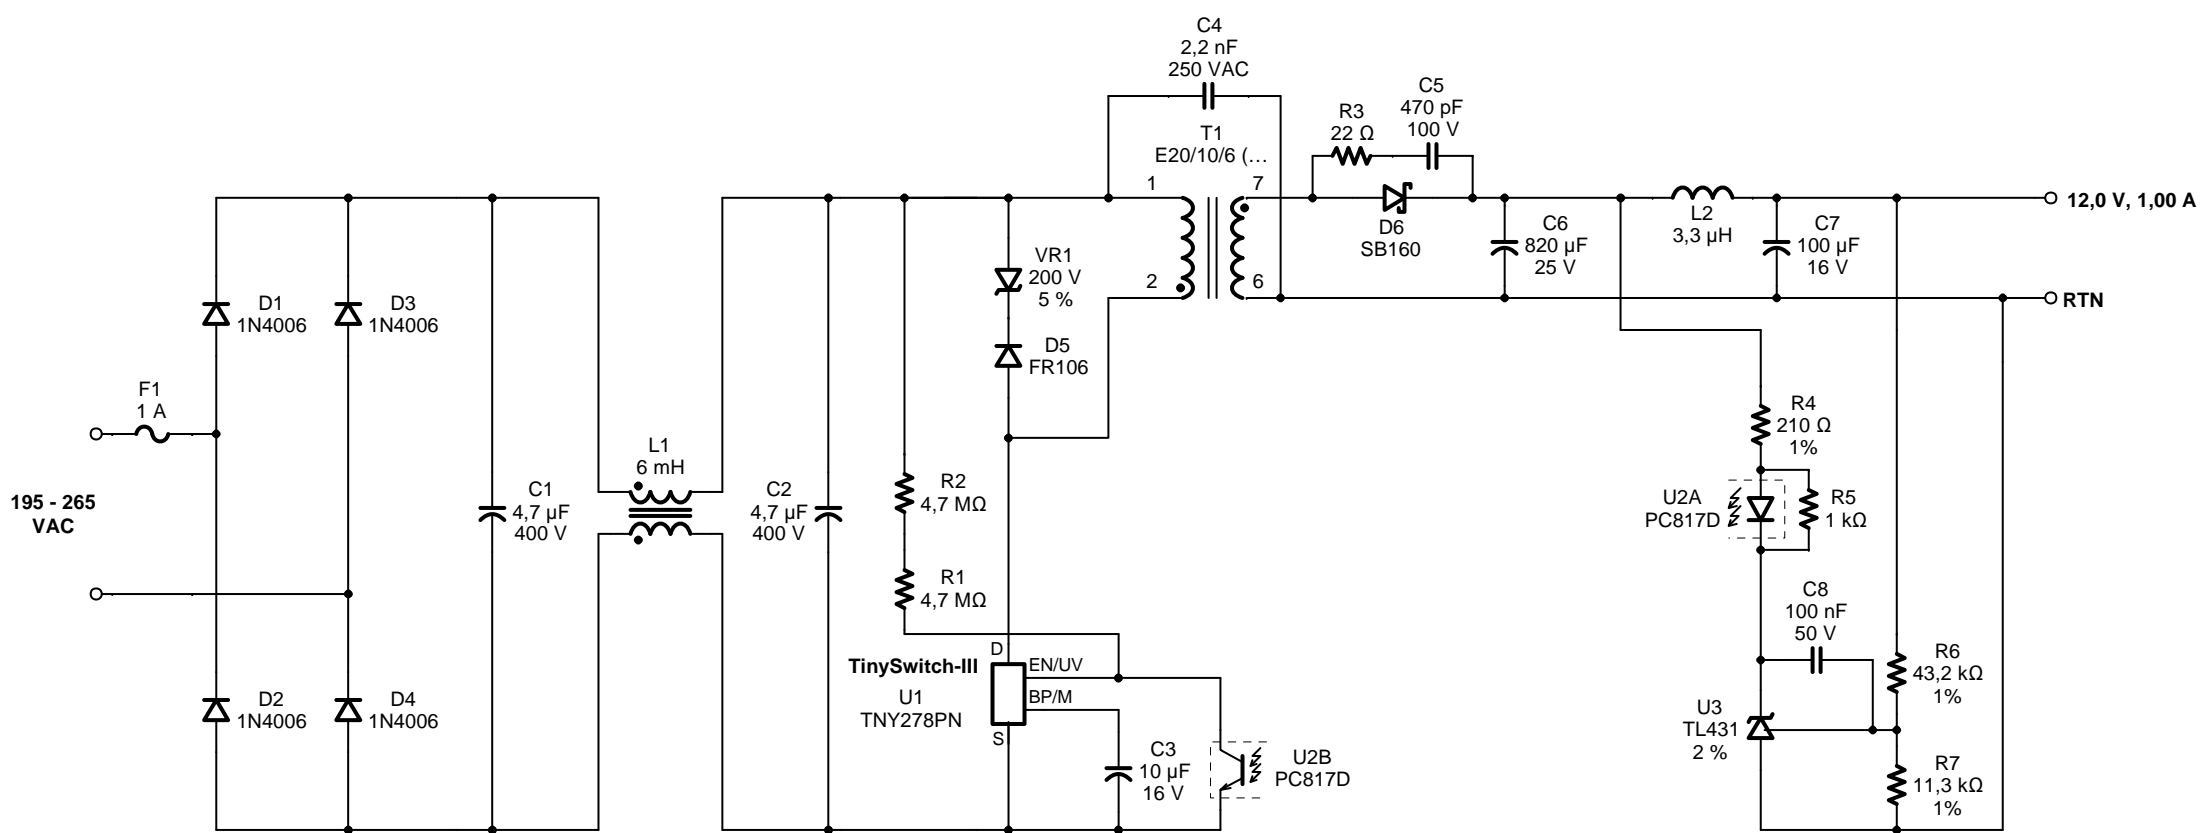 C4
2,2 nF
250 VAC
C5
470 pF
100 V
R3
22 Ω
T1
E20/10/6 (...
1
7
2
6
D6
SB160
C6
820 µF
25 V
L2
3,3 µH
C7
100 µF
16 V
12,0 V, 1,00 A
RTN
VR1
200 V
5 %
D5
FR106
D1
1N4006
D3
1N4006
F1
1 A
195 - 265
VAC
C1
4,7 µF
400 V
L1
6 mH
C2
4,7 µF
400 V
R2
4,7 MΩ
R1
4,7 MΩ
R4
210 Ω
1%
U2A
PC817D
R5
1 kΩ
C8
100 nF
50 V
R6
43,2 kΩ
1%
D2
1N4006
D4
1N4006
TinySwitch-III
U1
TNY278PN
D
EN/UV
BP/M
S
C3
10 µF
16 V
U2B
PC817D
U3
TL431
2 %
R7
11,3 kΩ
1%